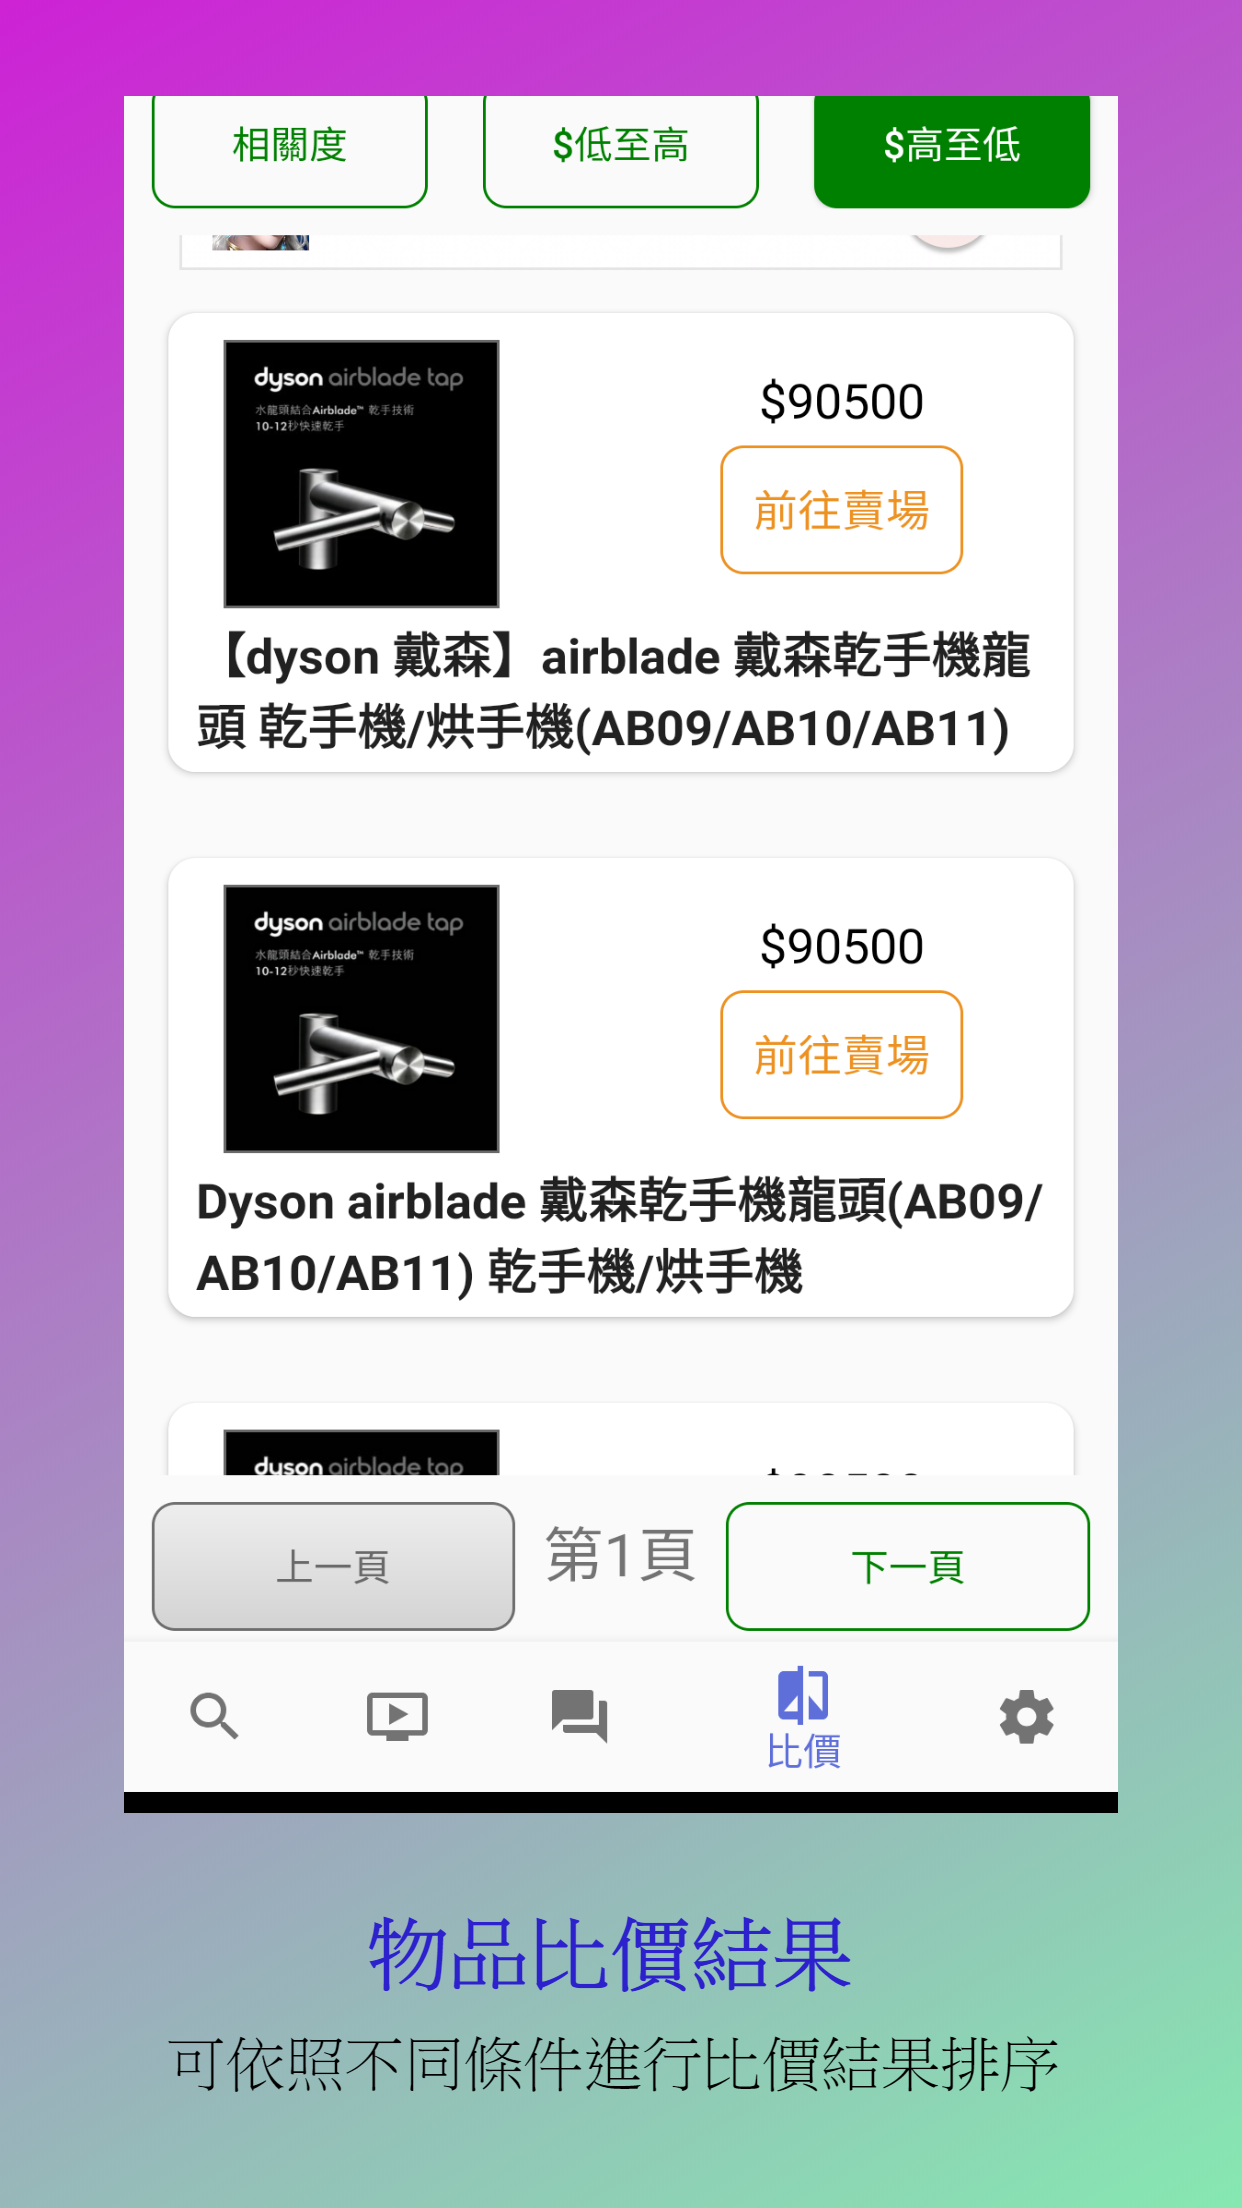 相關度
$低至高
$高至低
dyson airblade tap
水龍頭結合Airblade™ 乾手技術
10-12秒快速乾手
$90500
前往賣場
【dyson 戴森】airblade 戴森乾手機龍
頭 乾手機/烘手機(AB09/AB10/AB11)
dyson airblade tap
水龍頭結合Airblade™ 乾手技術
10-12秒快速乾手
$90500
前往賣場
Dyson airblade 戴森乾手機龍頭(AB09/
AB10/AB11) 乾手機/烘手機
dyson airblade tap
上一頁
第1頁
下一頁
比價
物品比價結果
可依照不同條件進行比價結果排序